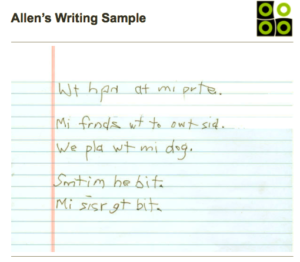 Allen's Writing Sample
Wt hpd at mi prte.
Mi frnds wt to owt sid.
We pla wt mi dog.
Smtim he bit.
Mi sisr gt bit.